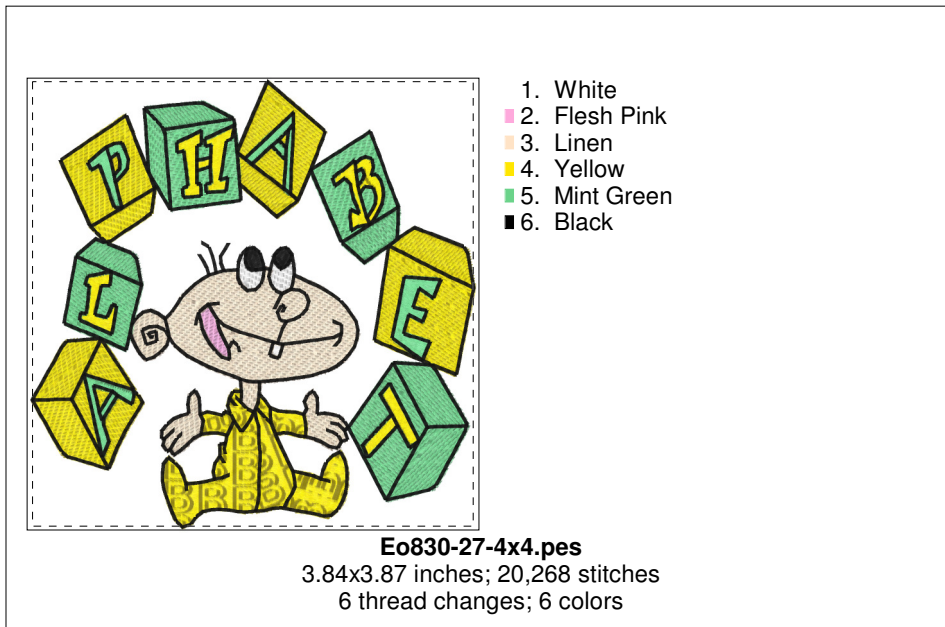 A L P H A B E T
1. White
2. Flesh Pink
3. Linen
4. Yellow
5. Mint Green
6. Black
Eo830-27-4x4.pes
3.84x3.87 inches; 20,268 stitches
6 thread changes; 6 colors